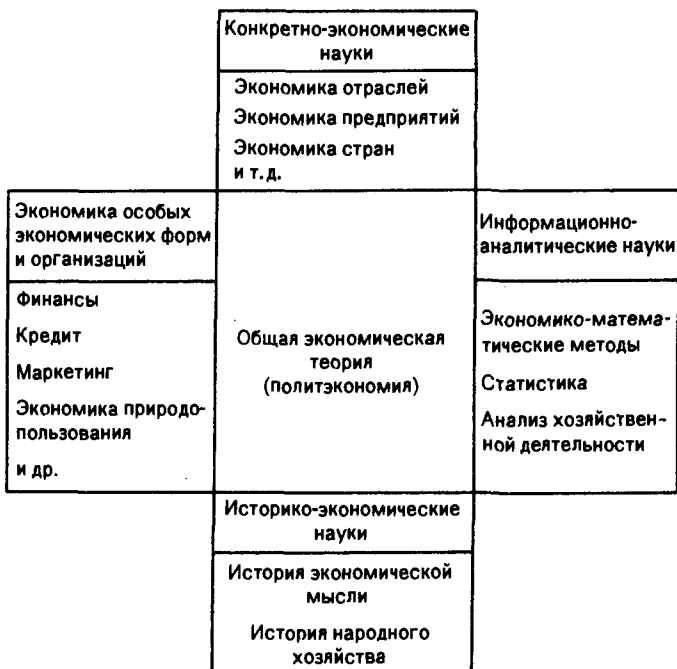 Конкретно-экономические
науки
Экономика отраслей
Экономика предприятий
Экономика стран
и т.д.
Экономика особых
экономических форм
и организаций
Финансы
Кредит
Маркетинг
Экономика природо-
пользования
и др.
Общая экономическая
теория
(политэкономия)
Информационно-
аналитические науки
Экономико-матема-
тические методы
Статистика
Анализ хозяйствен-
ной деятельности
Историко-экономические
науки
История экономической
мысли
История народного
хозяйства